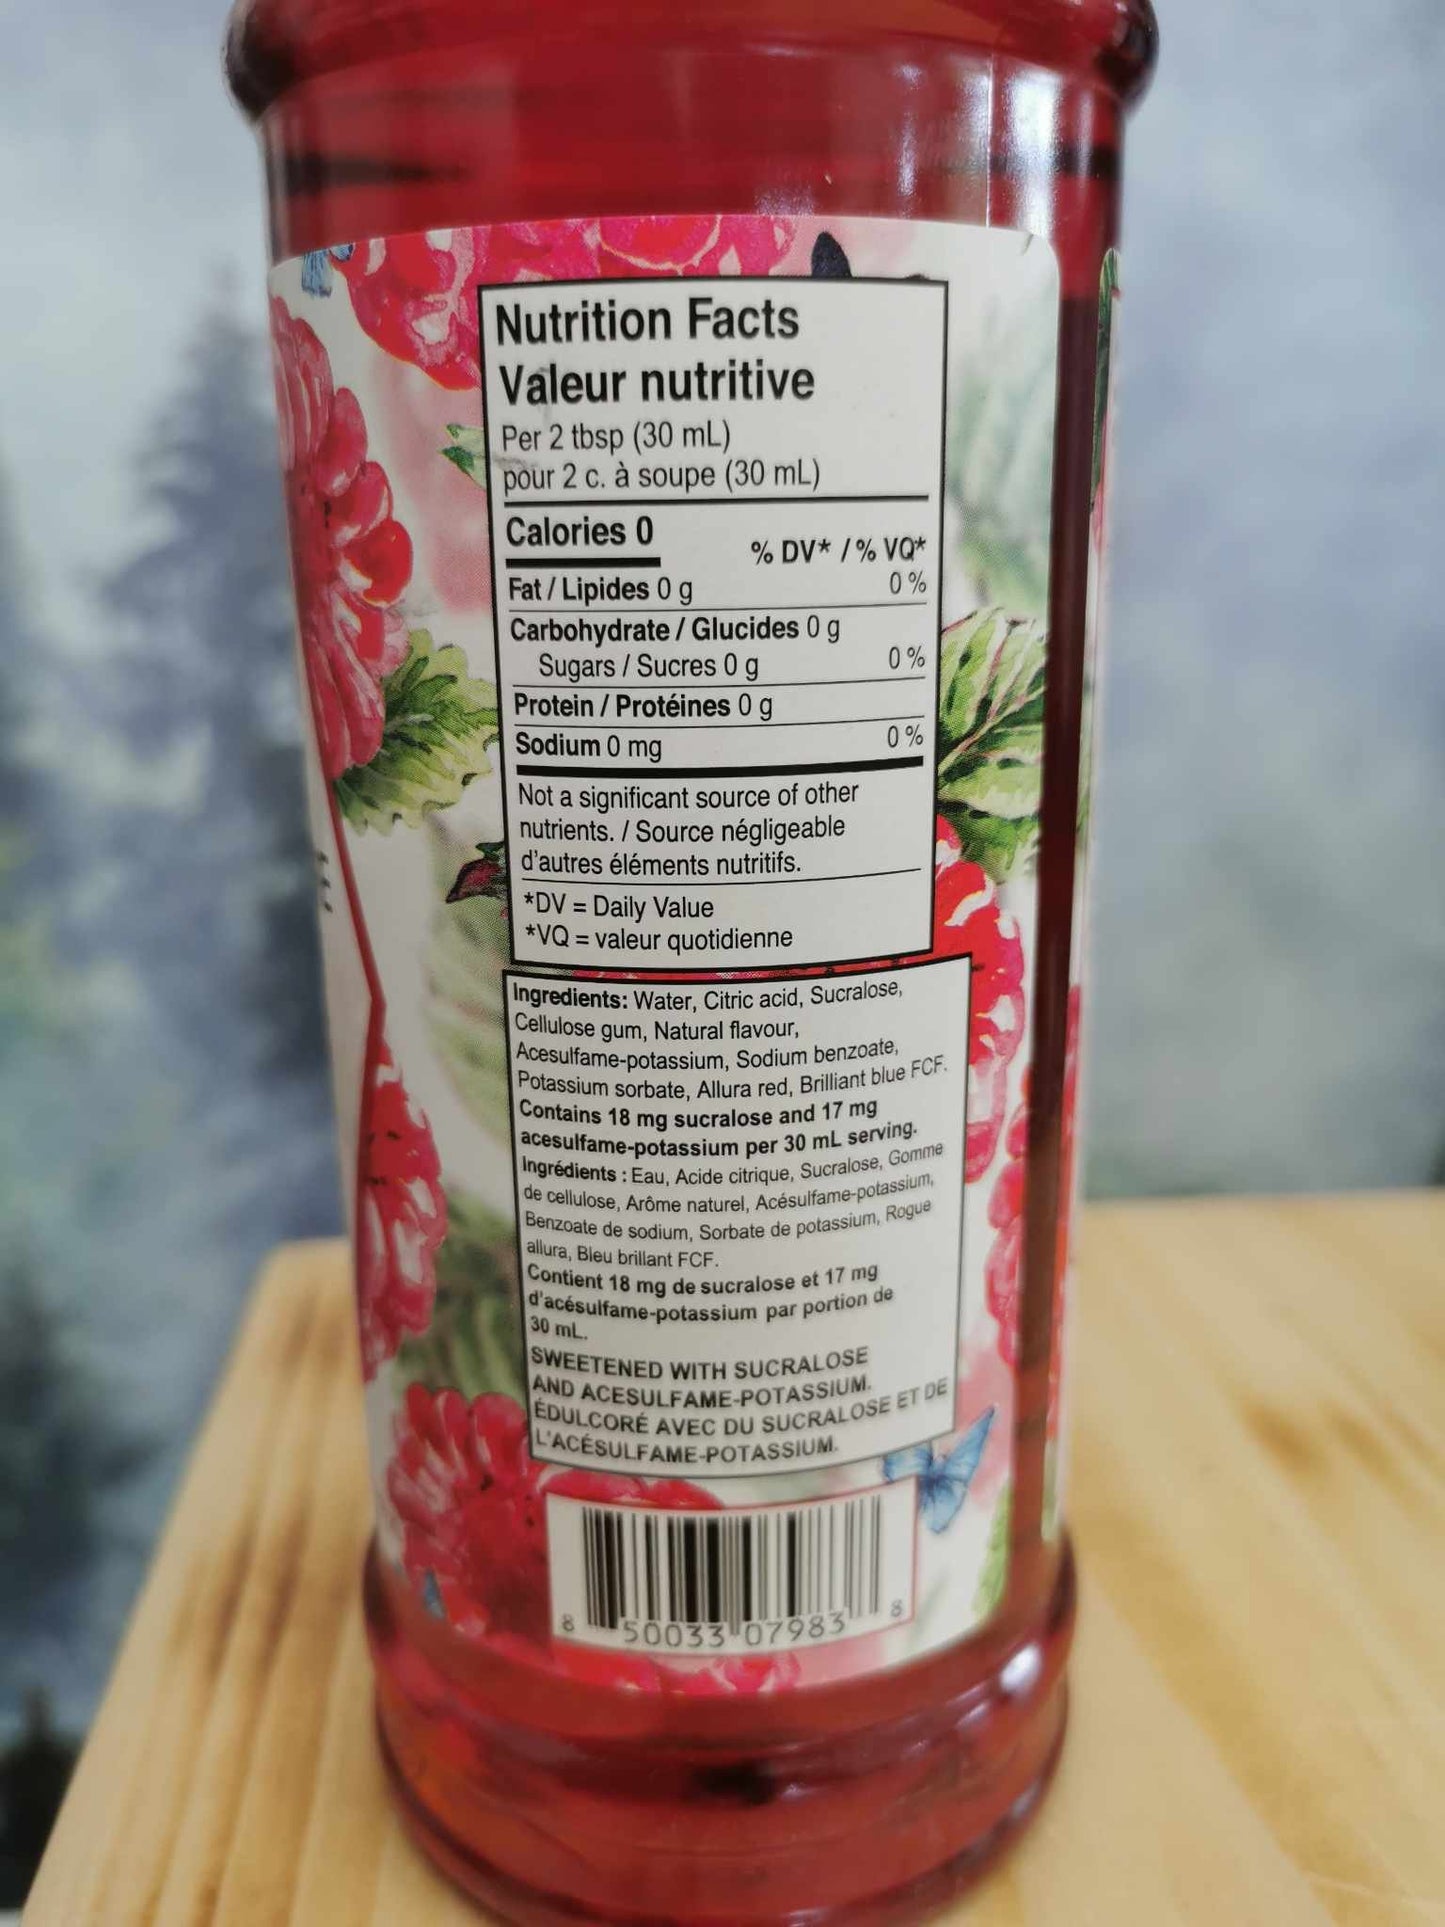 Nutrition Facts
Valeur nutritive
Per 2 tbsp (30 mL)
pour 2 c. à soupe (30 mL)
Calories 0
% DV* / % VQ*
Fat / Lipides 0 g 0 %
Carbohydrate / Glucides 0 g
Sugars / Sucres 0 g 0 %
Protein / Protéines 0 g
Sodium 0 mg 0 %
Not a significant source of other
nutrients. / Source négligeable
d'autres éléments nutritifs.
*DV = Daily Value
*VQ = valeur quotidienne
Ingredients: Water, Citric acid, Sucralose,
Cellulose gum, Natural flavour,
Acesulfame-potassium, Sodium benzoate,
Potassium sorbate, Allura red, Brilliant blue FCF.
Contains 18 mg sucralose and 17 mg
acesulfame-potassium per 30 mL serving.
Ingrédients : Eau, Acide citrique, Sucralose, Gomme
de cellulose, Arôme naturel, Acésulfame-potassium,
Benzoate de sodium, Sorbate de potassium, Rogue
allura, Bleu brillant FCF.
Contient 18 mg de sucralose et 17 mg
d'acésulfame-potassium par portion de
30 mL.
SWEETENED WITH SUCRALOSE
AND ACESULFAME-POTASSIUM.
ÉDULCORÉ AVEC DU SUCRALOSE ET DE
L'ACÉSULFAME-POTASSIUM.
8 50033 07983 8